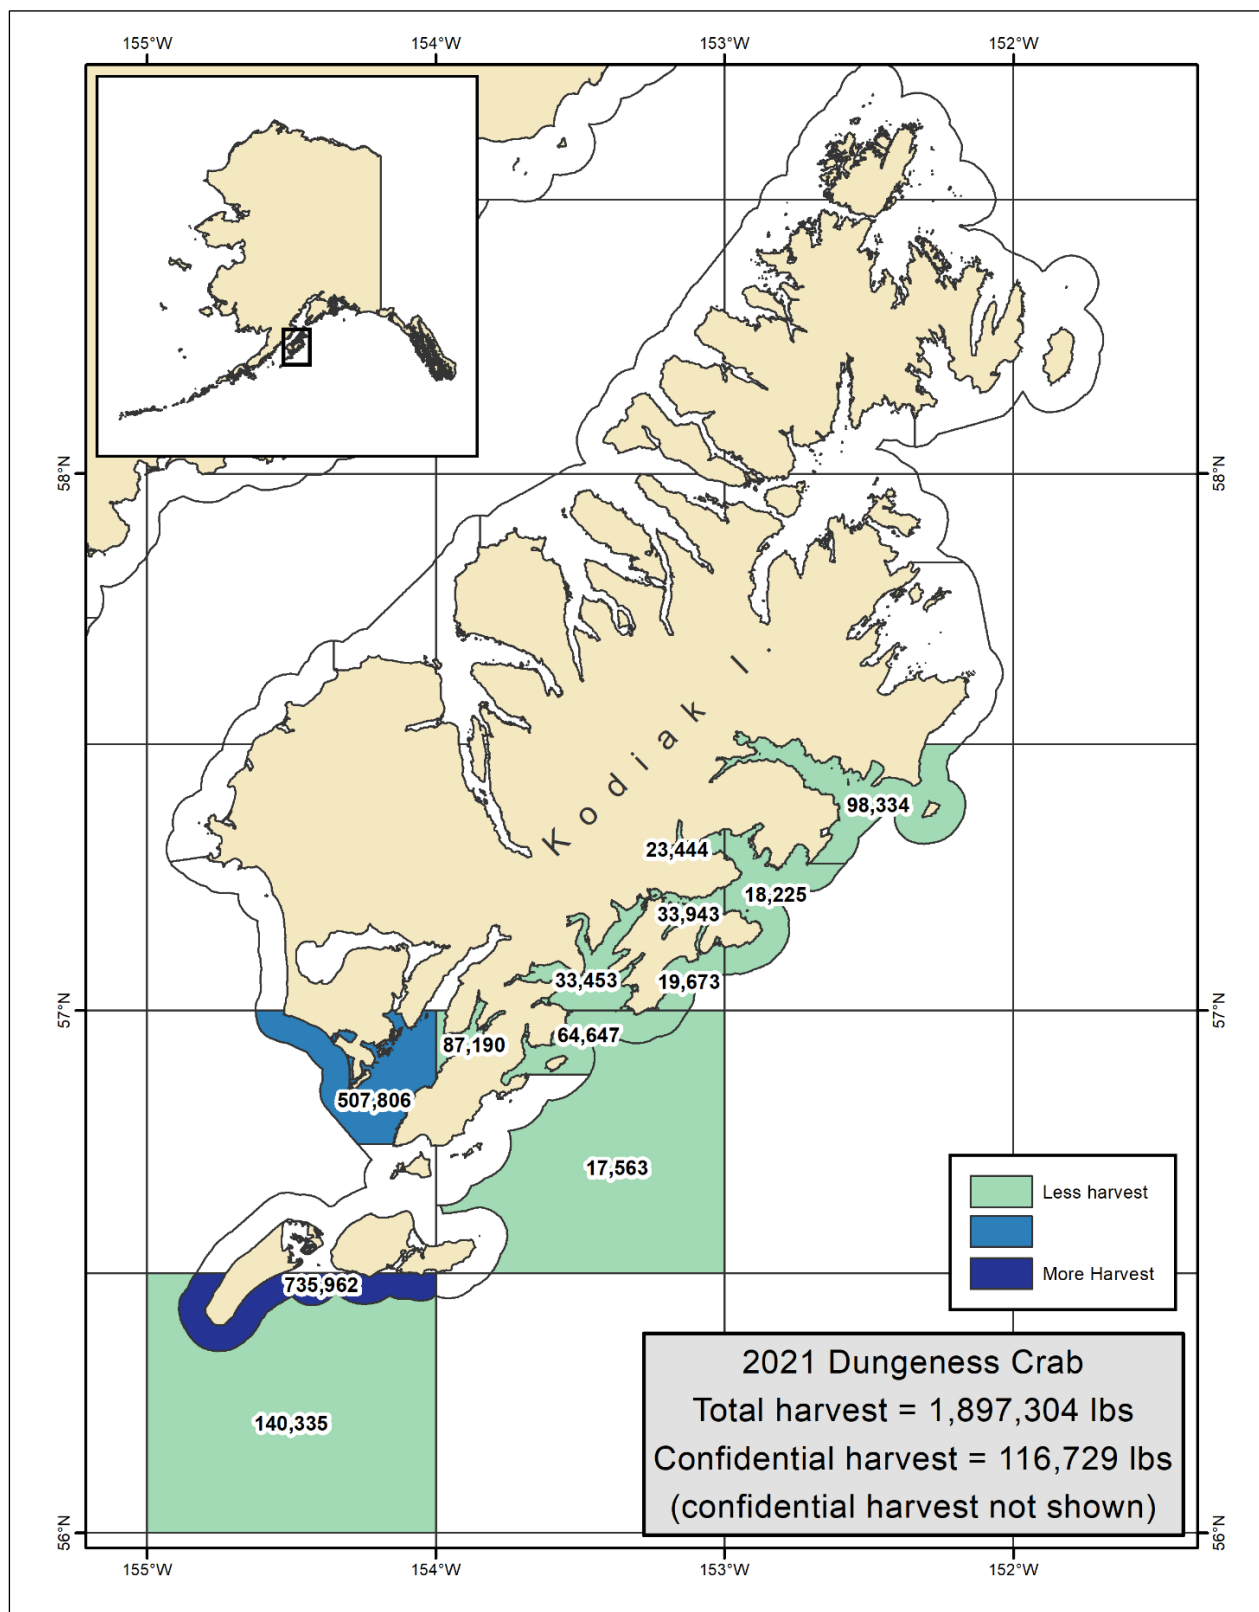 155°W 154°W 153°W 152°W
58°N 58°N
Kodiak I.
98,334
23,444
18,225
33,943
33,453
19,673
57°N 57°N
64,647
87,190
507,806
17,563
Less harvest
More Harvest
735,962
140,335
2021 Dungeness Crab
Total harvest = 1,897,304 lbs
Confidential harvest = 116,729 lbs
(confidential harvest not shown)
56°N 56°N
155°W 154°W 153°W 152°W